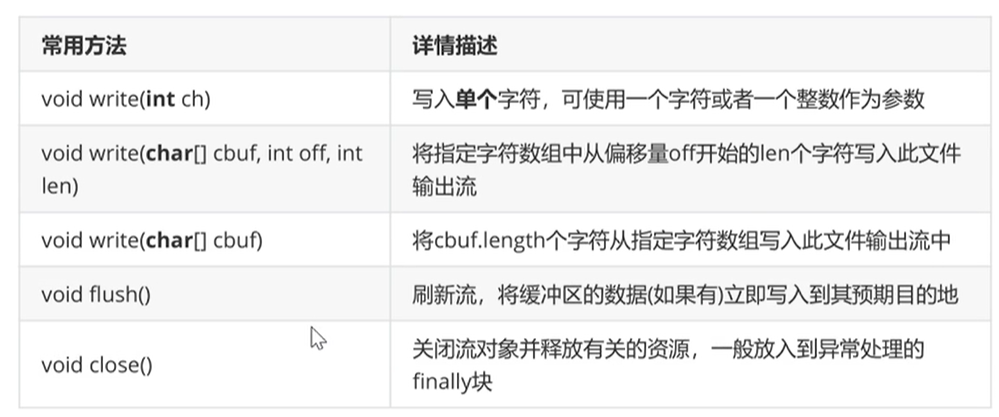 常用方法
详情描述
void write(int ch)
写入单个字符，可使用一个字符或者一个整数作为参数
void write(char[] cbuf, int off, int
len)
将指定字符数组中从偏移量off开始的len个字符写入此文件
输出流
void write(char[] cbuf)
将cbuf.length个字符从指定字符数组写入此文件输出流中
void flush()
刷新流，将缓冲区的数据(如果有)立即写入到其预期目的地
void close()
关闭流对象并释放有关的资源，一般放入到异常处理的
finally块